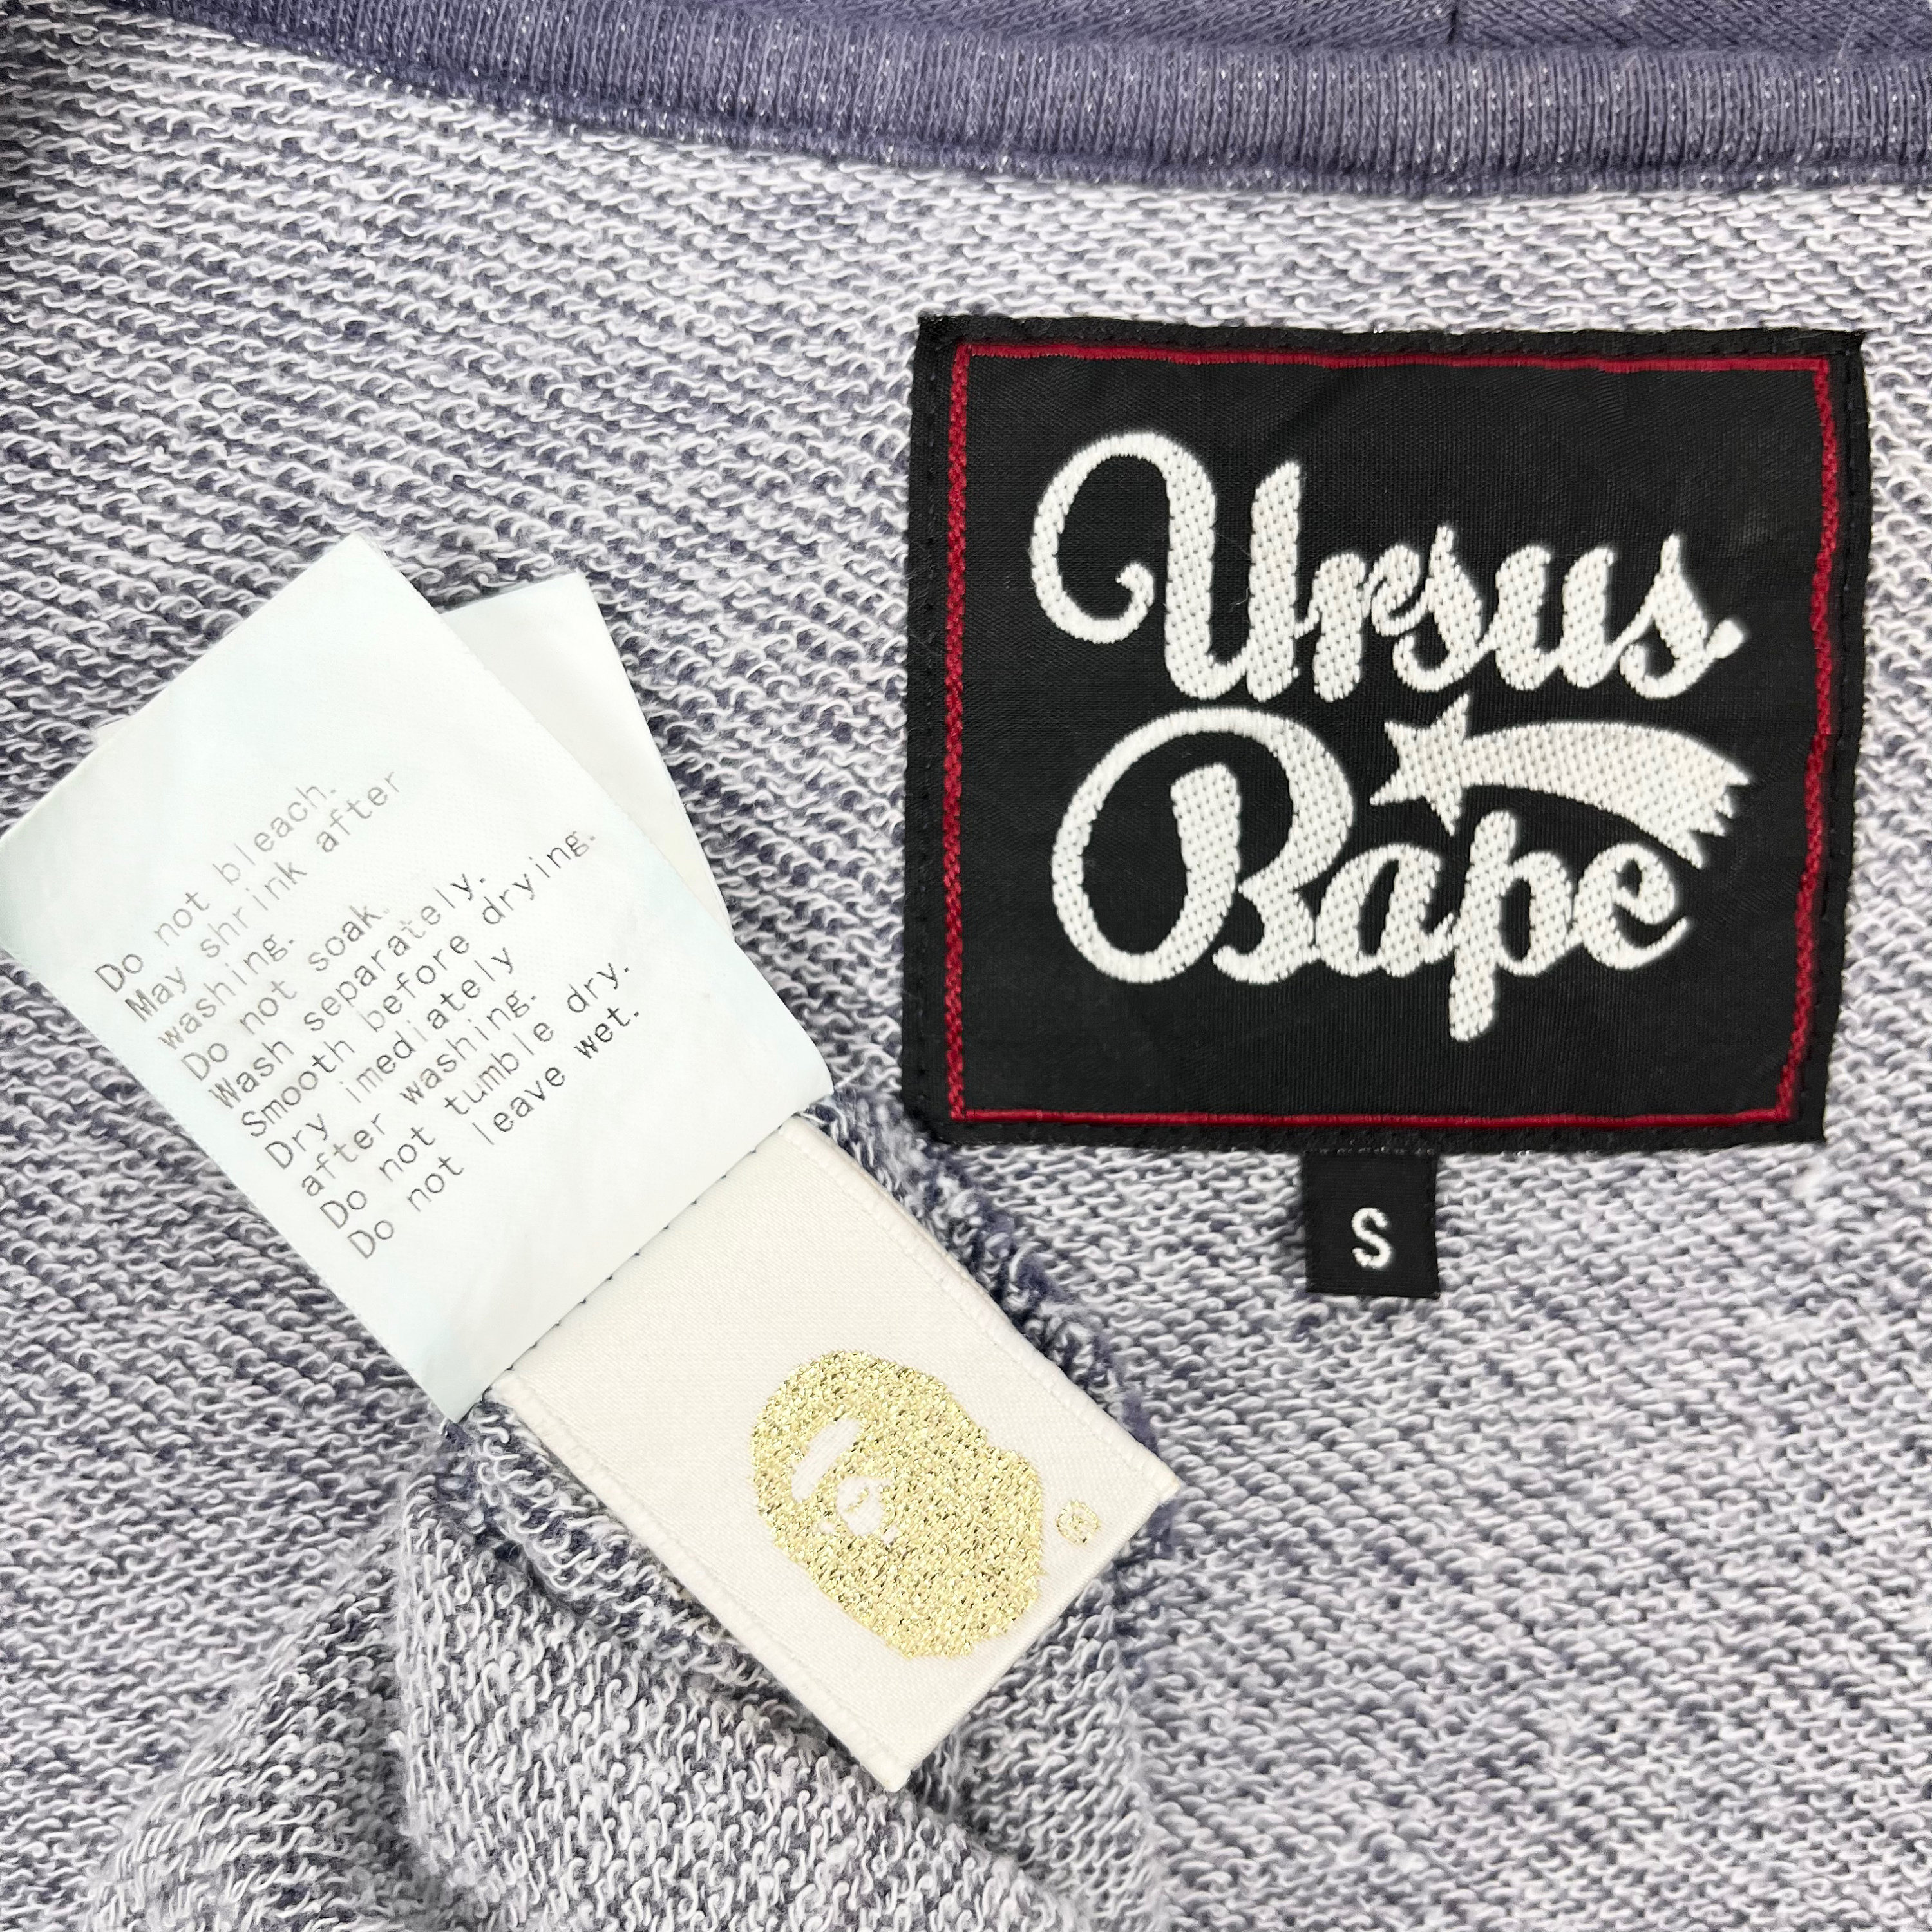 Ursus
Bape
S
Do not bleach.
May shrink after
washing.
Do not soak.
Wash separately.
Smooth before drying.
Dry imediately
after washing.
Do not tumble dry.
Do not leave wet.
®